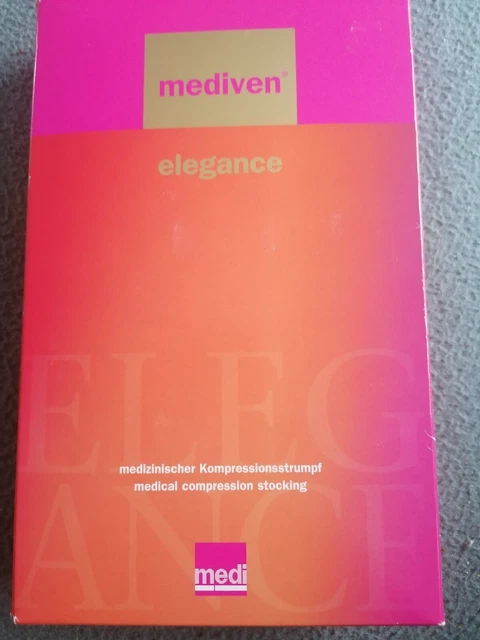 mediven®
elegance
ELEG
ANCE
medizinischer Kompressionsstrumpf
medical compression stocking
medi